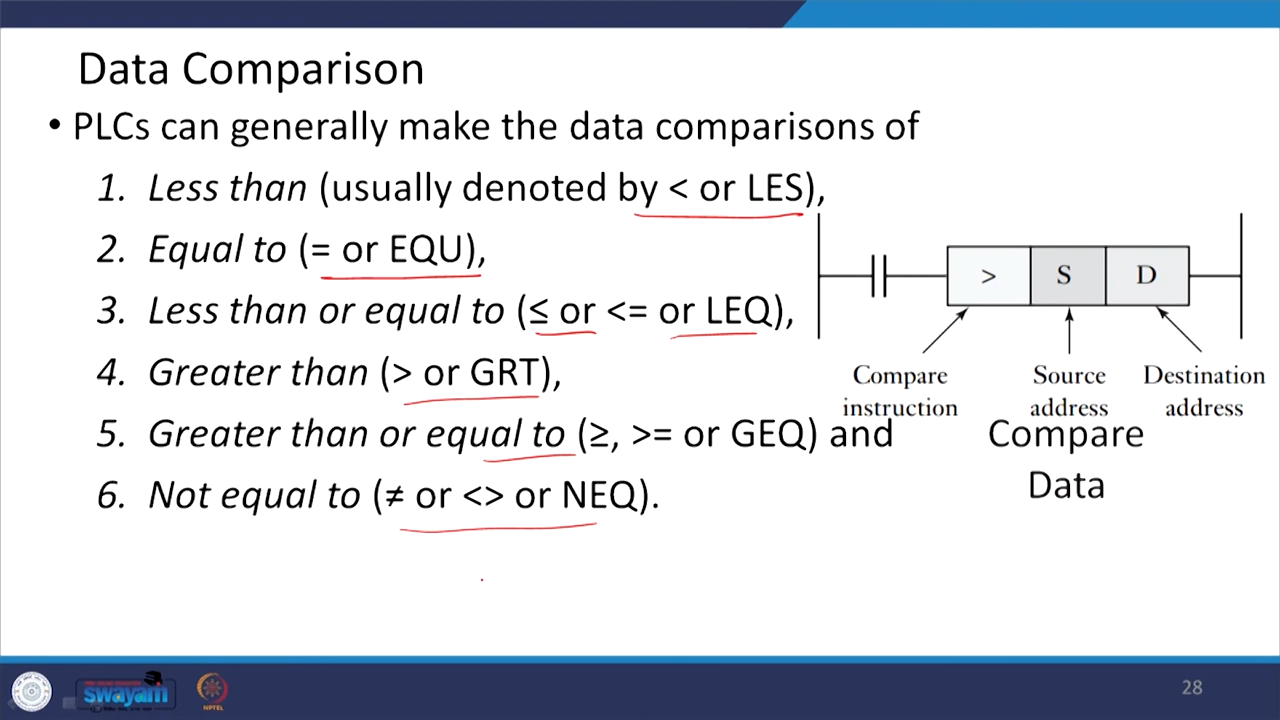 Data Comparison
• PLCs can generally make the data comparisons of
1. Less than (usually denoted by < or LES),
2. Equal to (= or EQU),
3. Less than or equal to (≤ or <= or LEQ),
4. Greater than (> or GRT),
5. Greater than or equal to (≥, >= or GEQ) and
6. Not equal to (≠ or <> or NEQ).
> S D
Compare instruction
Source address
Destination address
Compare
Data
swayam
NPTEL
28